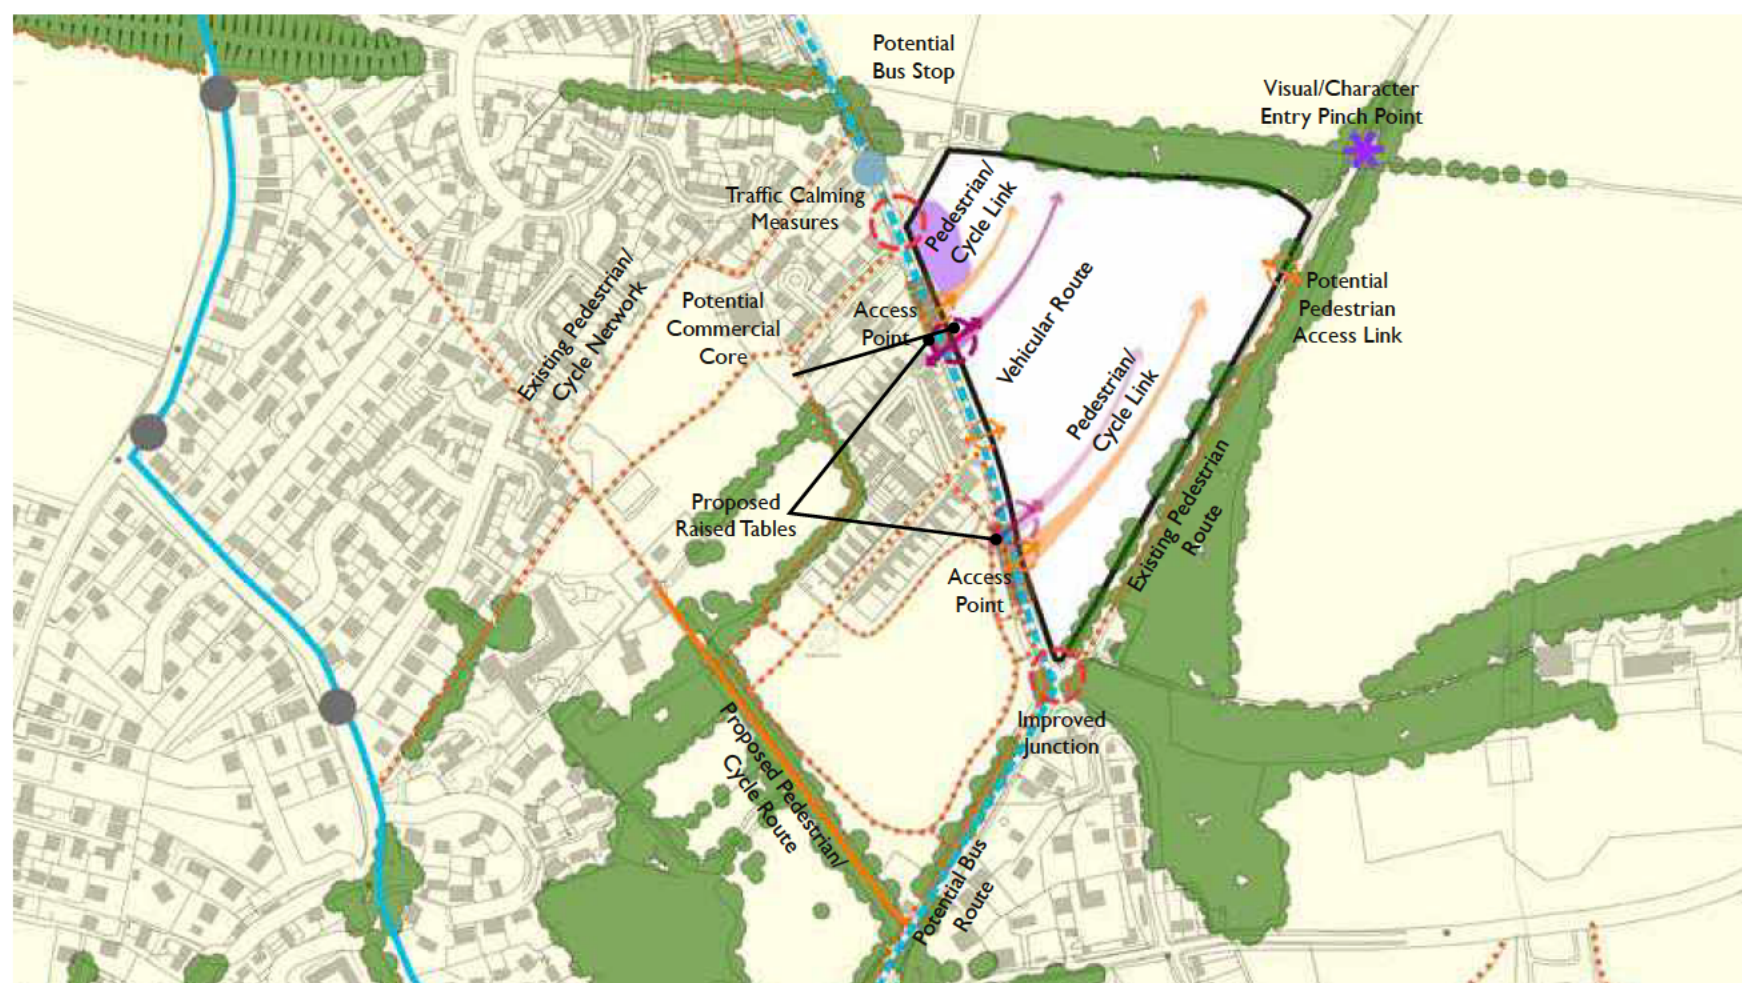 Potential
Bus Stop
Visual/Character
Entry Pinch Point
Traffic Calming
Measures
Pedestrian/
Cycle Link
Existing Pedestrian/
Cycle Network
Potential
Commercial
Core
Access
Point
Vehicular Route
Potential
Pedestrian
Access Link
Pedestrian/
Cycle Link
Proposed
Raised Tables
Existing Pedestrian
Route
Access
Point
Improved
Junction
Proposed Pedestrian/
Cycle Route
Potential Bus
Route